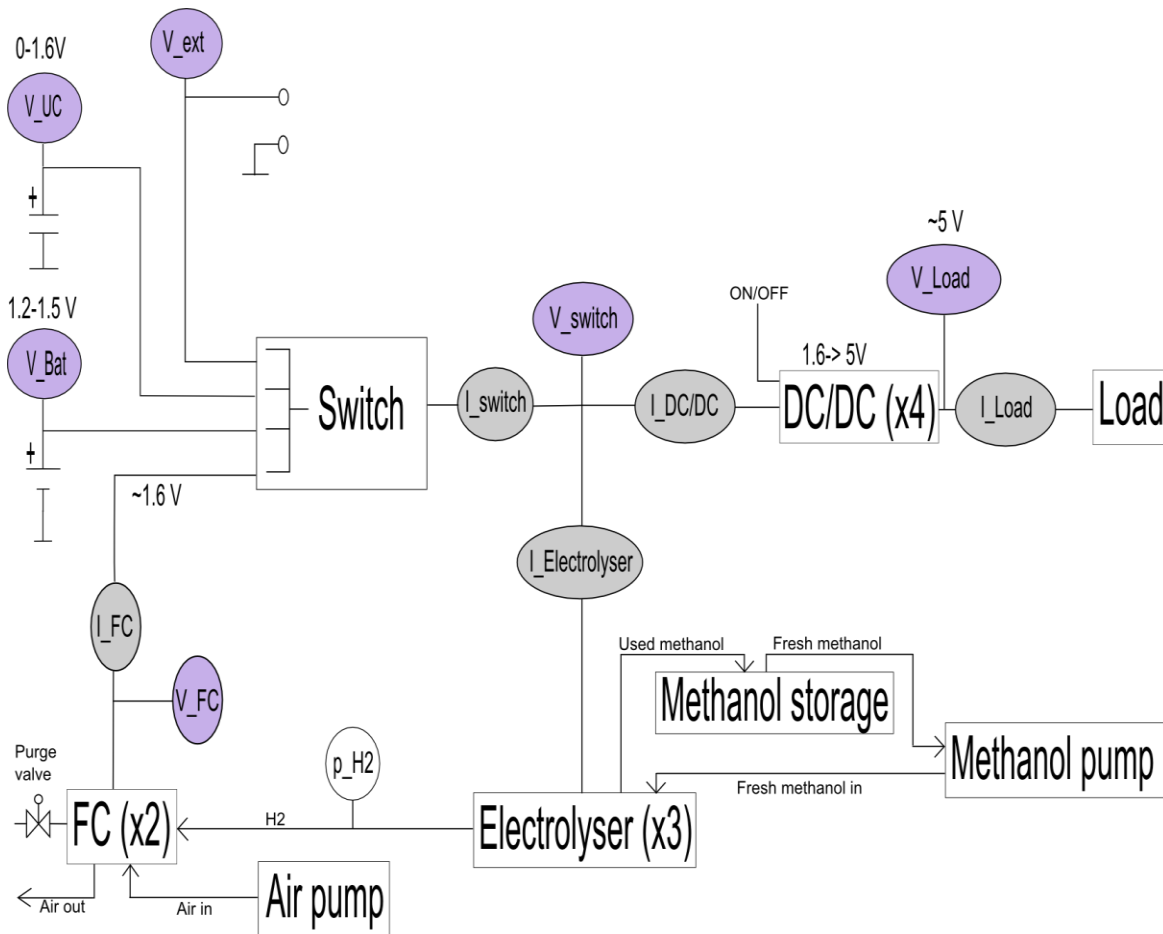 V_ext
0-1.6V
V_UC
+
1.2-1.5 V
V_Bat
+
~1.6 V
Switch
I_switch
V_switch
I_DC/DC
ON/OFF
1.6-> 5V
DC/DC (x4)
~5 V
V_Load
I_Load
Load
I_Electrolyser
I_FC
V_FC
Purge
valve
FC (x2)
Air out
Air in
Air pump
H2
p_H2
Electrolyser (x3)
Used methanol
Fresh methanol
Methanol storage
Methanol pump
Fresh methanol in